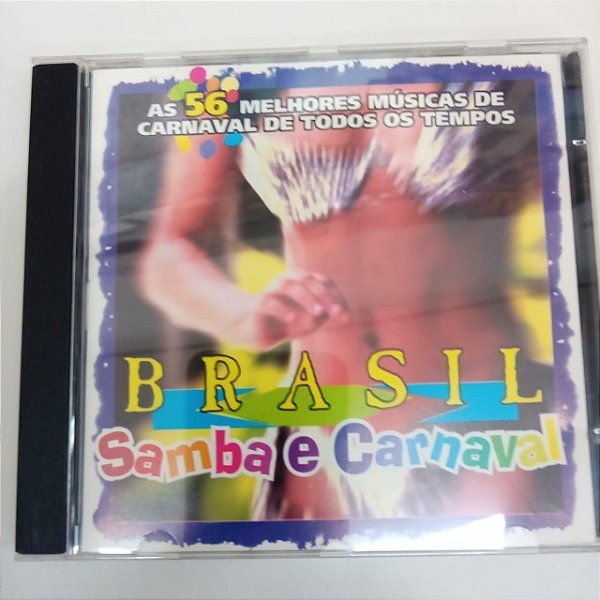 AS 56 MELHORES MÚSICAS DE
CARNAVAL DE TODOS OS TEMPOS
BRASIL
Samba e Carnaval